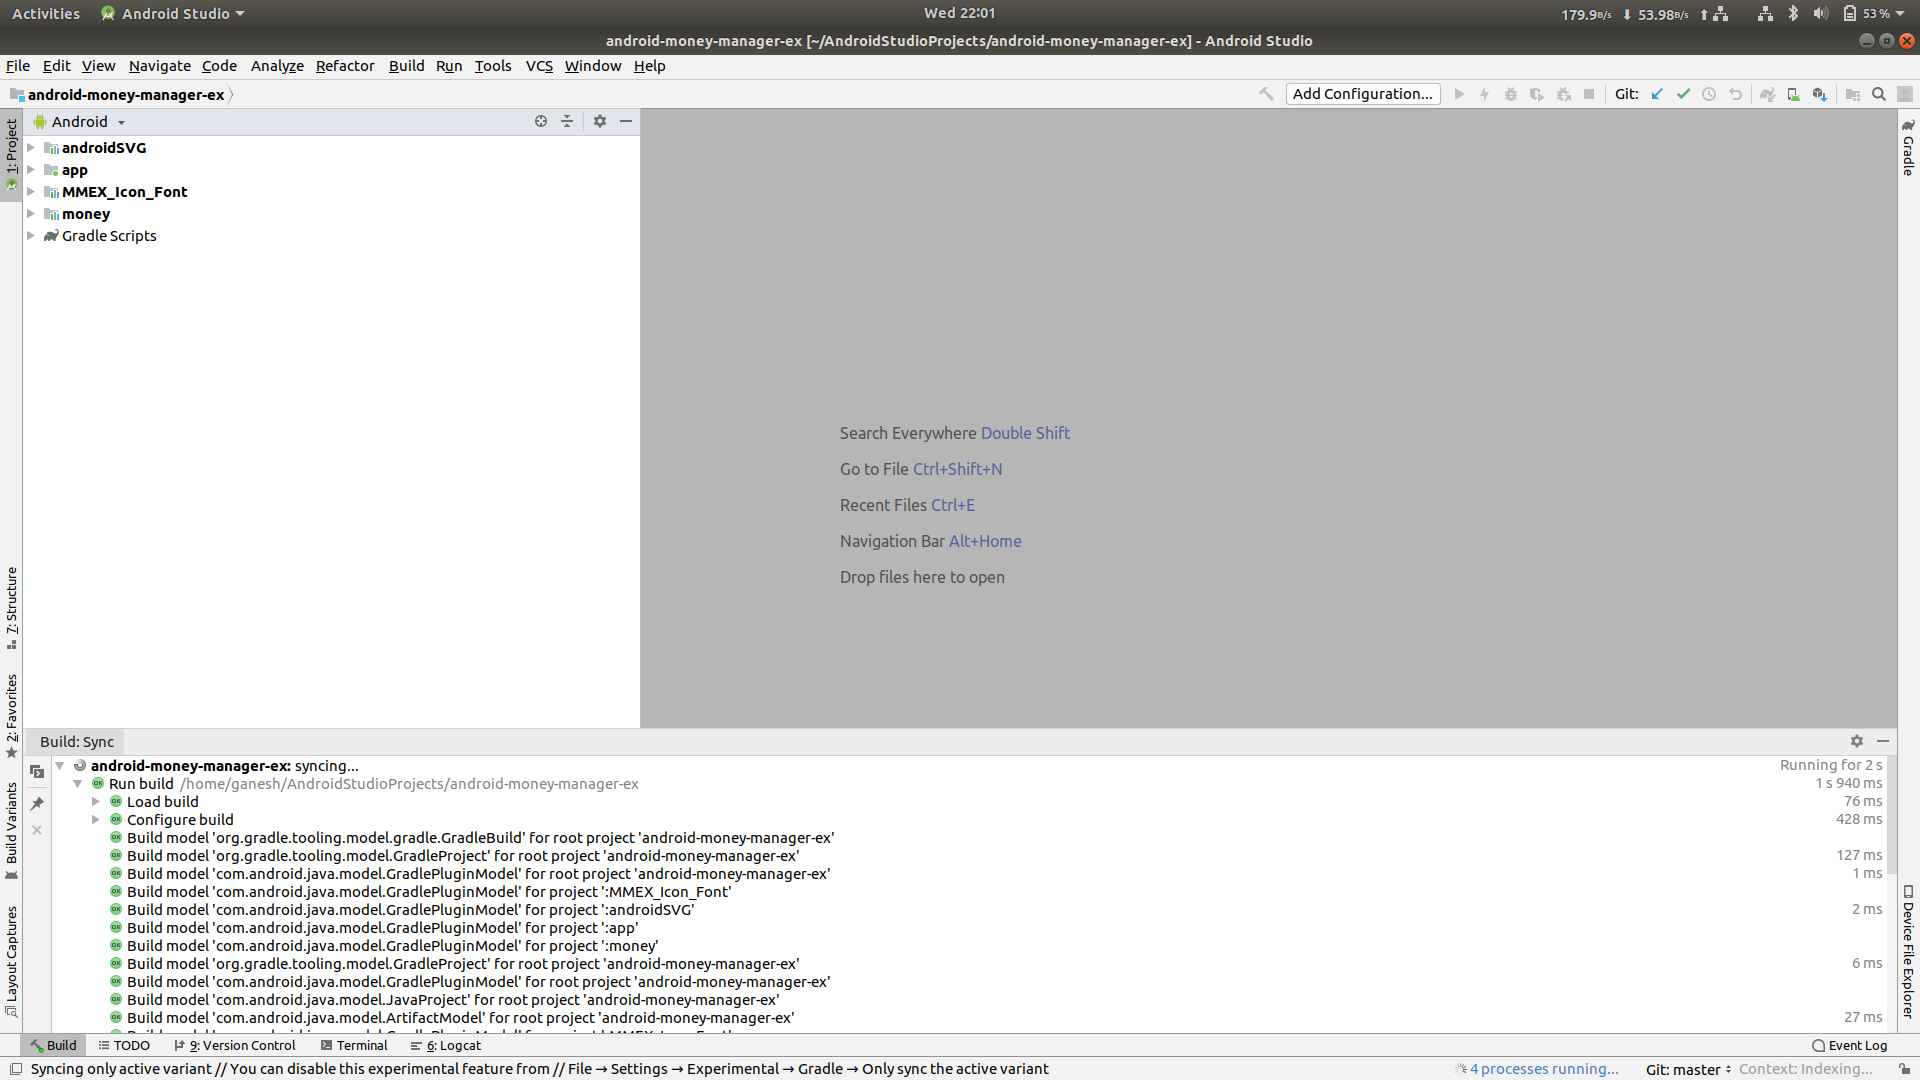 Activities Android Studio Wed 22:01 179.9B/s 53.98B/s 53 %
android-money-manager-ex [~/AndroidStudioProjects/android-money-manager-ex] - Android Studio
File Edit View Navigate Code Analyze Refactor Build Run Tools VCS Window Help
android-money-manager-ex Add Configuration... Git:
1: Project
Android
androidSVG
app
MMEX_Icon_Font
money
Gradle Scripts
Gradle
Search Everywhere Double Shift
Go to File Ctrl+Shift+N
Recent Files Ctrl+E
Navigation Bar Alt+Home
Drop files here to open
7: Structure
2: Favorites
Build Variants
Layout Captures
Device File Explorer
Build: Sync
android-money-manager-ex: syncing... Running for 2 s
Run build /home/ganesh/AndroidStudioProjects/android-money-manager-ex 1 s 940 ms
Load build 76 ms
Configure build 428 ms
Build model 'org.gradle.tooling.model.gradle.GradleBuild' for root project 'android-money-manager-ex'
Build model 'org.gradle.tooling.model.GradleProject' for root project 'android-money-manager-ex' 127 ms
Build model 'com.android.java.model.GradlePluginModel' for root project 'android-money-manager-ex' 1 ms
Build model 'com.android.java.model.GradlePluginModel' for project ':MMEX_Icon_Font'
Build model 'com.android.java.model.GradlePluginModel' for project ':androidSVG' 2 ms
Build model 'com.android.java.model.GradlePluginModel' for project ':app'
Build model 'com.android.java.model.GradlePluginModel' for project ':money'
Build model 'org.gradle.tooling.model.GradleProject' for root project 'android-money-manager-ex' 6 ms
Build model 'com.android.java.model.GradlePluginModel' for root project 'android-money-manager-ex'
Build model 'com.android.java.model.JavaProject' for root project 'android-money-manager-ex'
Build model 'com.android.java.model.ArtifactModel' for root project 'android-money-manager-ex' 27 ms
Build TODO 9: Version Control Terminal 6: Logcat Event Log
Syncing only active variant // You can disable this experimental feature from // File → Settings → Experimental → Gradle → Only sync the active variant 4 processes running... Git: master Context: Indexing...